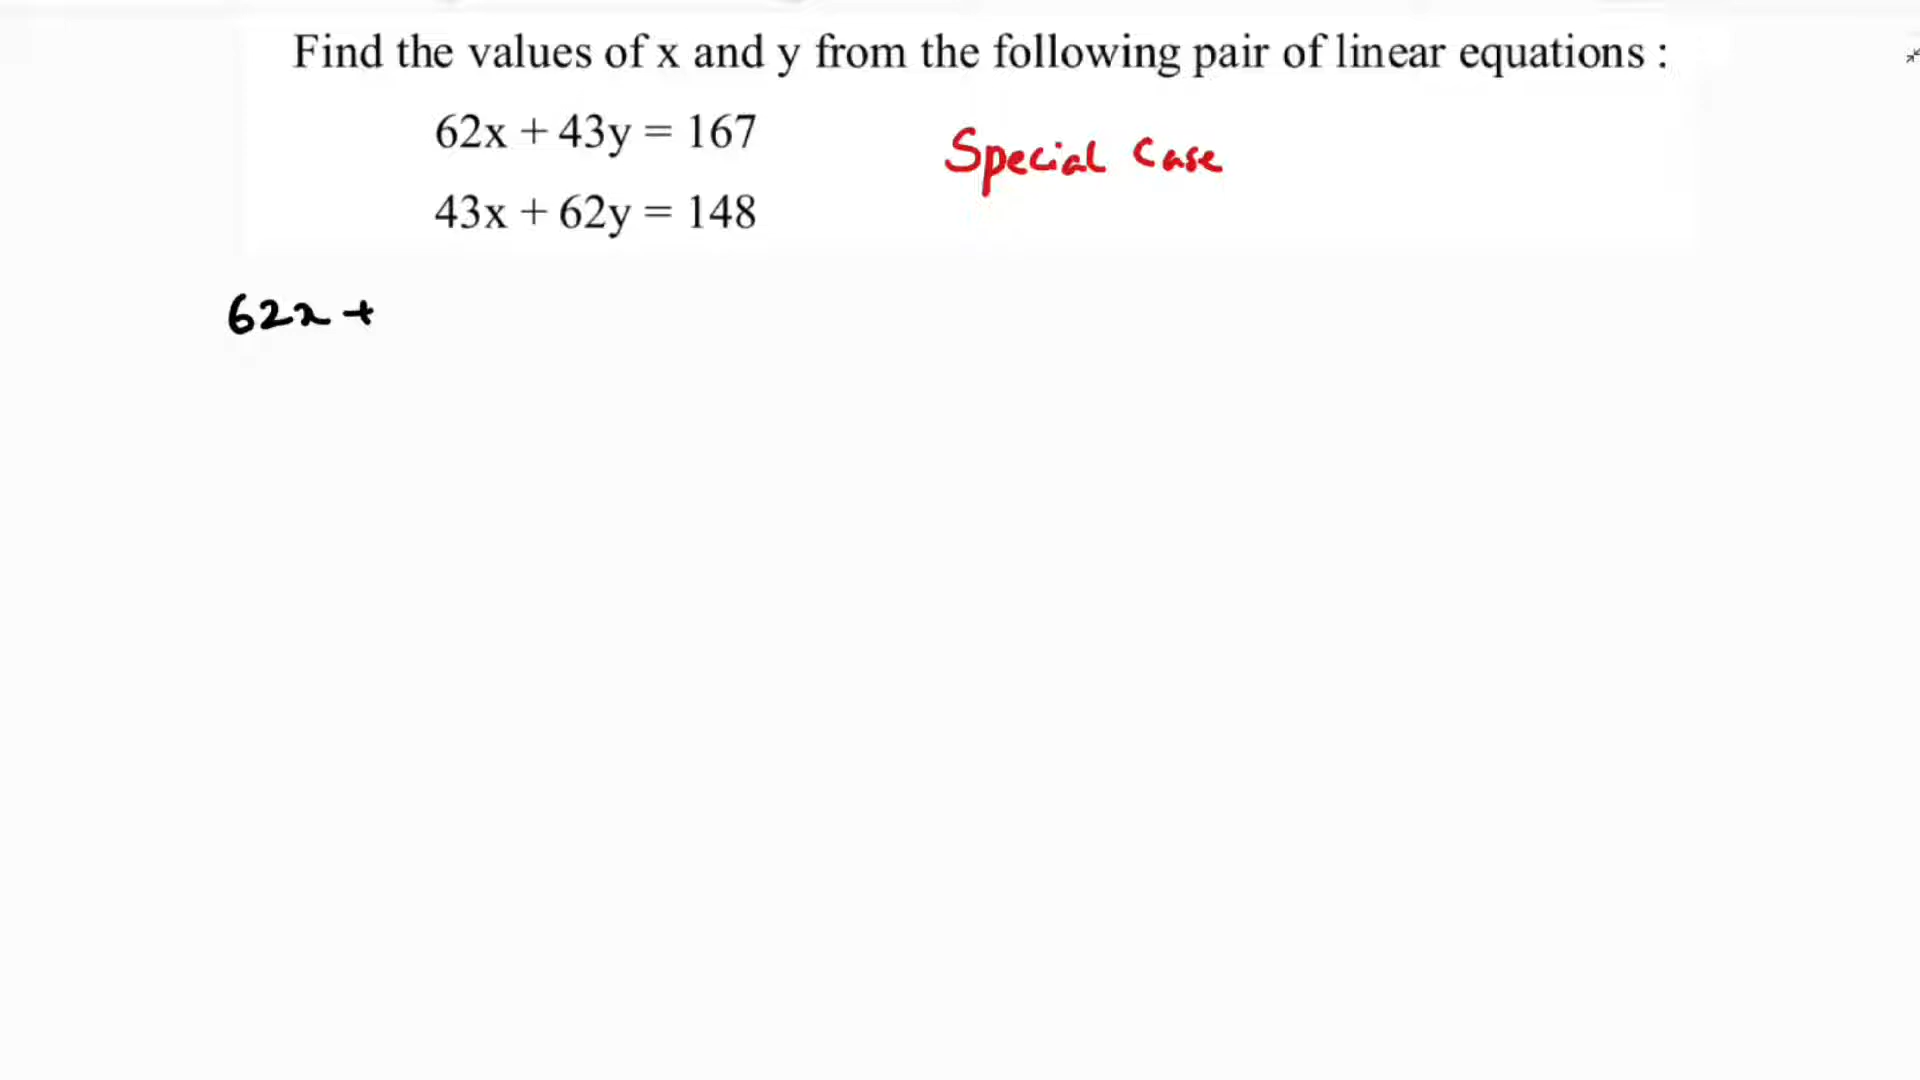 Find the values of x and y from the following pair of linear equations :
62x + 43y = 167
Special Case
43x + 62y = 148
62x +